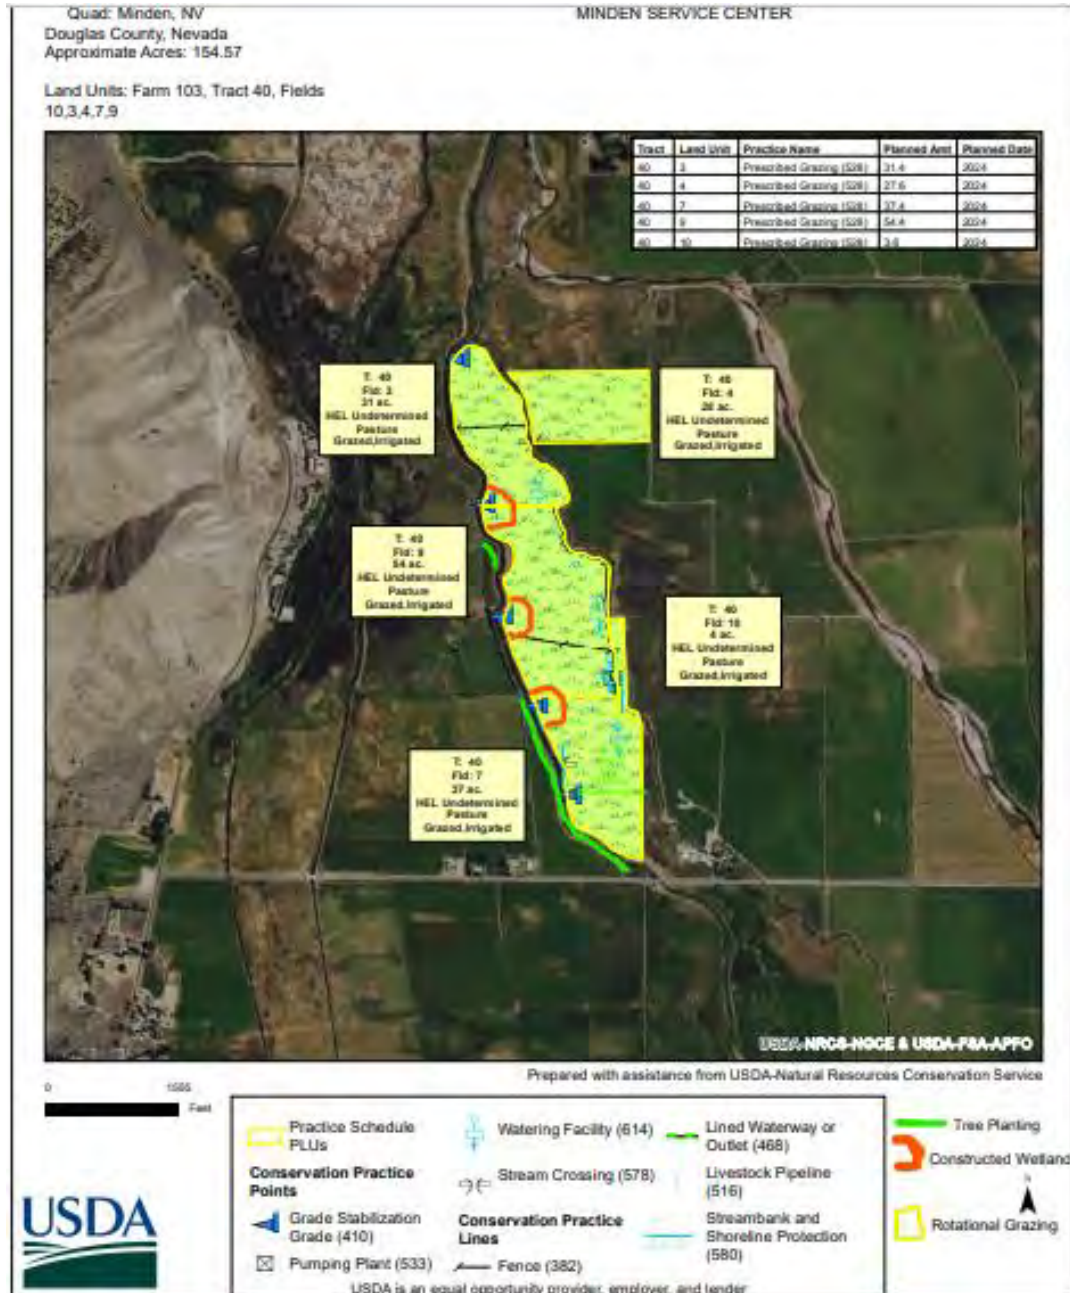 Quad: Minden, NV
MINDEN SERVICE CENTER
Douglas County, Nevada
Approximate Acres: 154.57
Land Units: Farm 103, Tract 40, Fields
10,3,4,7,9
Tract Land Unit Practice Name Planned Amt Planned Date
40 3 Prescribed Grazing (528) 31.4 2024
40 4 Prescribed Grazing (528) 27.6 2024
40 7 Prescribed Grazing (528) 37.4 2024
40 9 Prescribed Grazing (528) 54.4 2024
40 10 Prescribed Grazing (528) 3.6 2024
T: 40
Fld: 3
31 ac.
HEL Undetermined
Pasture
Grazed,Irrigated
T: 40
Fld: 4
28 ac.
HEL Undetermined
Pasture
Grazed,Irrigated
T: 40
Fld: 9
54 ac.
HEL Undetermined
Pasture
Grazed,Irrigated
T: 40
Fld: 10
4 ac.
HEL Undetermined
Pasture
Grazed,Irrigated
T: 40
Fld: 7
37 ac.
HEL Undetermined
Pasture
Grazed,Irrigated
USDA-NRCS-NGCE & USDA-FSA-APFO
Prepared with assistance from USDA-Natural Resources Conservation Service
0 1595
Feet
Practice Schedule
PLUs
Conservation Practice
Points
Grade Stabilization
Grade (410)
Pumping Plant (533)
Watering Facility (614)
Stream Crossing (578)
Conservation Practice
Lines
Fence (382)
Lined Waterway or
Outlet (468)
Livestock Pipeline
(516)
Streambank and
Shoreline Protection
(580)
Tree Planting
Constructed Wetland
N
Rotational Grazing
USDA
USDA is an equal opportunity provider, employer, and lender